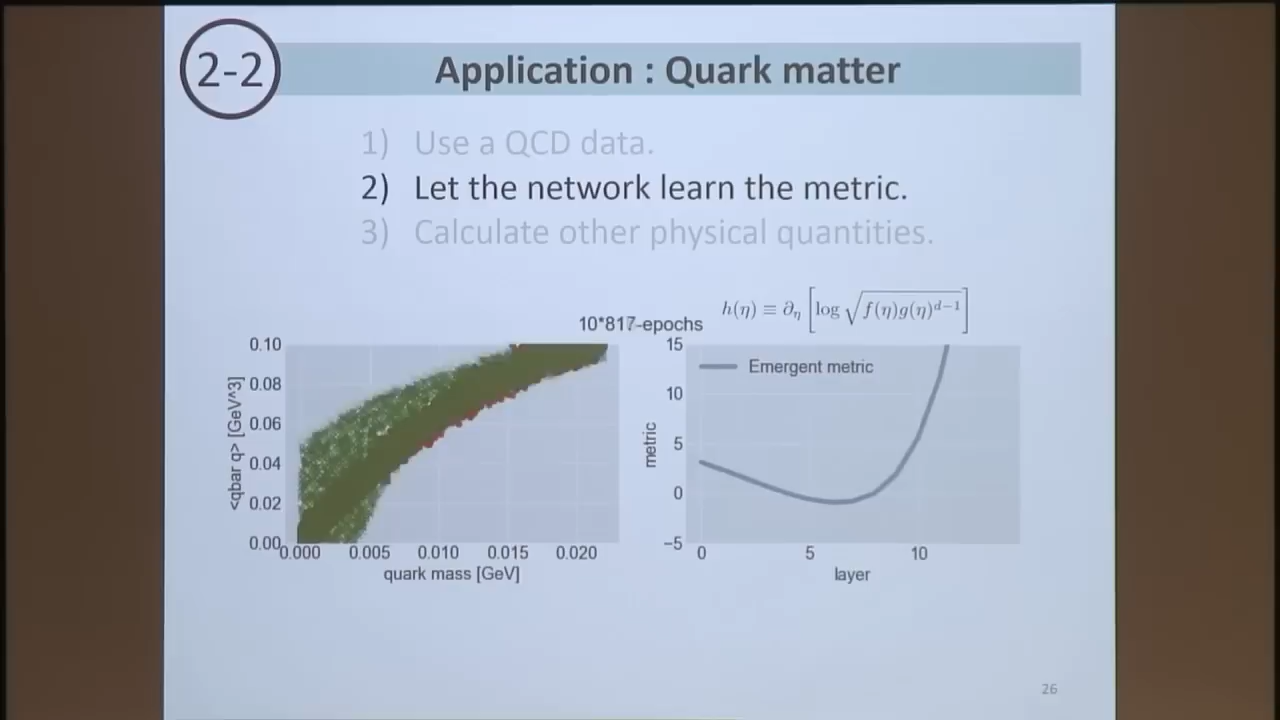 2-2
Application : Quark matter
1) Use a QCD data.
2) Let the network learn the metric.
3) Calculate other physical quantities.
h(η) ≡ ∂_η [log √(f(η)g(η)^{d−1})]
10*817-epochs
0.10
0.08
0.06
0.04
0.02
0.00
<qbar q> [GeV^3]
0.000 0.005 0.010 0.015 0.020
quark mass [GeV]
15
10
5
0
−5
metric
Emergent metric
0 5 10
layer
26